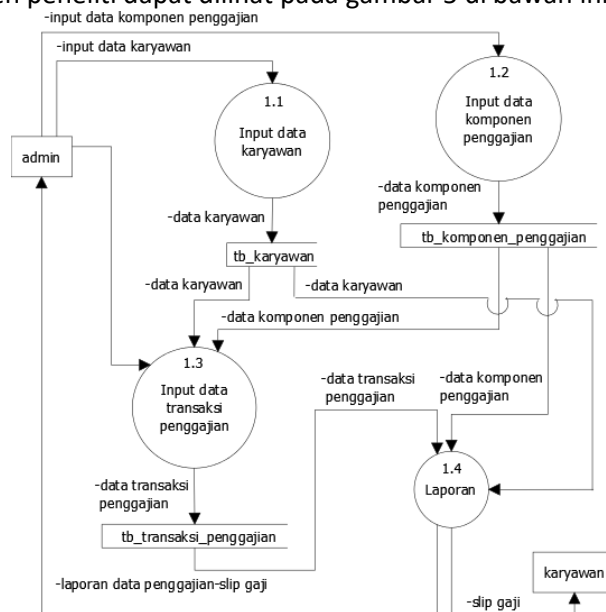 en peneliti dapat dilihat pada gambar 3 di bawah ini
-input data komponen penggajian
-input data karyawan
1.1
Input data
karyawan
1.2
Input data
komponen
penggajian
admin
-data komponen
penggajian
-data karyawan
tb_karyawan
tb_komponen_penggajian
-data karyawan
-data karyawan
-data komponen penggajian
1.3
Input data
transaksi
penggajian
-data transaksi
penggajian
-data komponen
penggajian
1.4
Laporan
-data transaksi
penggajian
tb_transaksi_penggajian
karyawan
-laporan data penggajian-slip gaji
-slip gaji